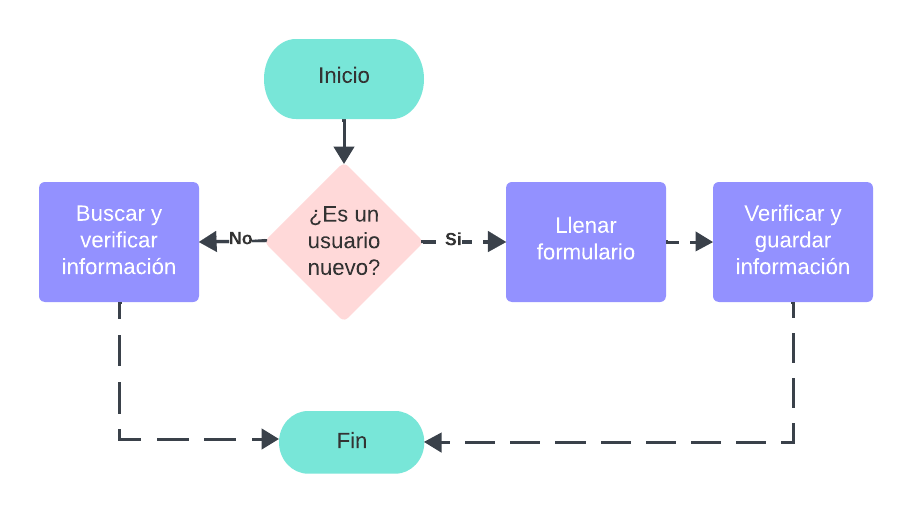 Inicio
¿Es un
usuario
nuevo?
No
Si
Buscar y
verificar
información
Llenar
formulario
Verificar y
guardar
información
Fin